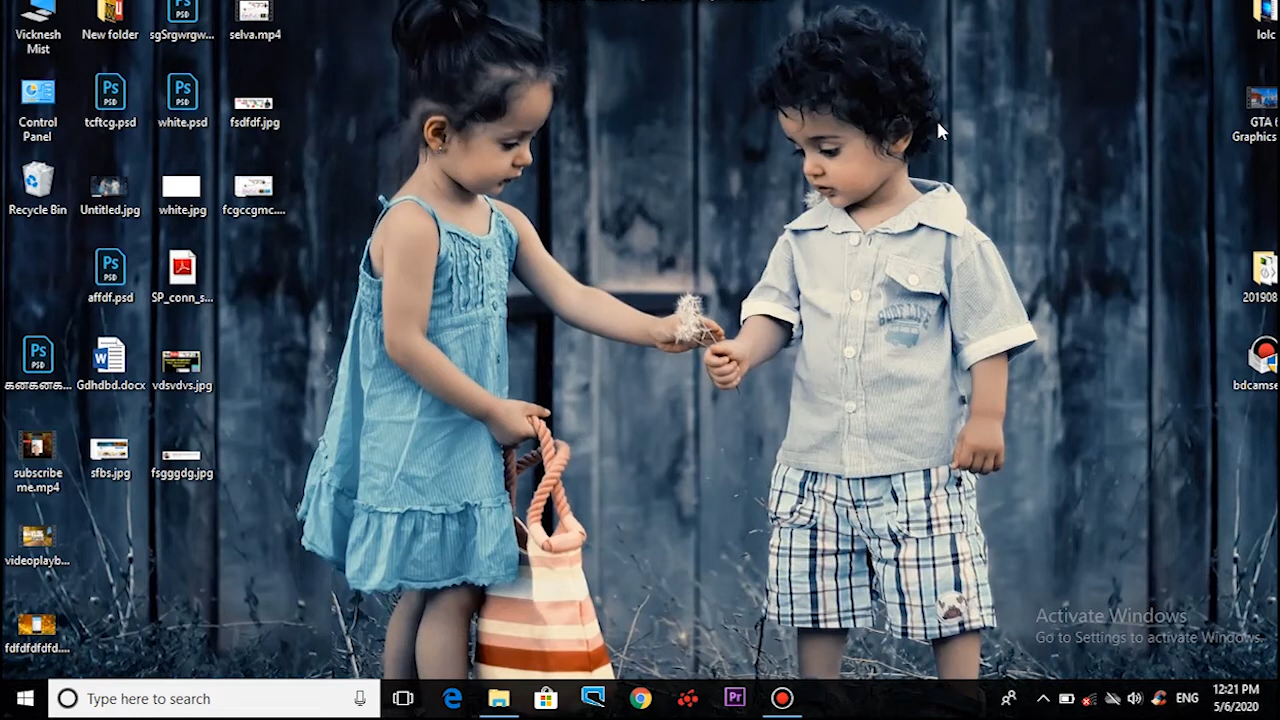 Vicknesh
Mist
New folder
sgSrgwrgw...
selva.mp4
lolc
Control
Panel
tcftcg.psd
white.psd
fsdfdf.jpg
GTA 6
Graphics
Recycle Bin
Untitled.jpg
white.jpg
fcgccgmc....
affdf.psd
SP_conn_s...
201908
கனகனக...
Gdhdbd.docx
vdsvdvs.jpg
bdcamse
subscribe
me.mp4
sfbs.jpg
fsgggdg.jpg
videoplayb...
fdfdfdfdfd....
Activate Windows
Go to Settings to activate Windows.
Type here to search
ENG
12:21 PM
5/6/2020